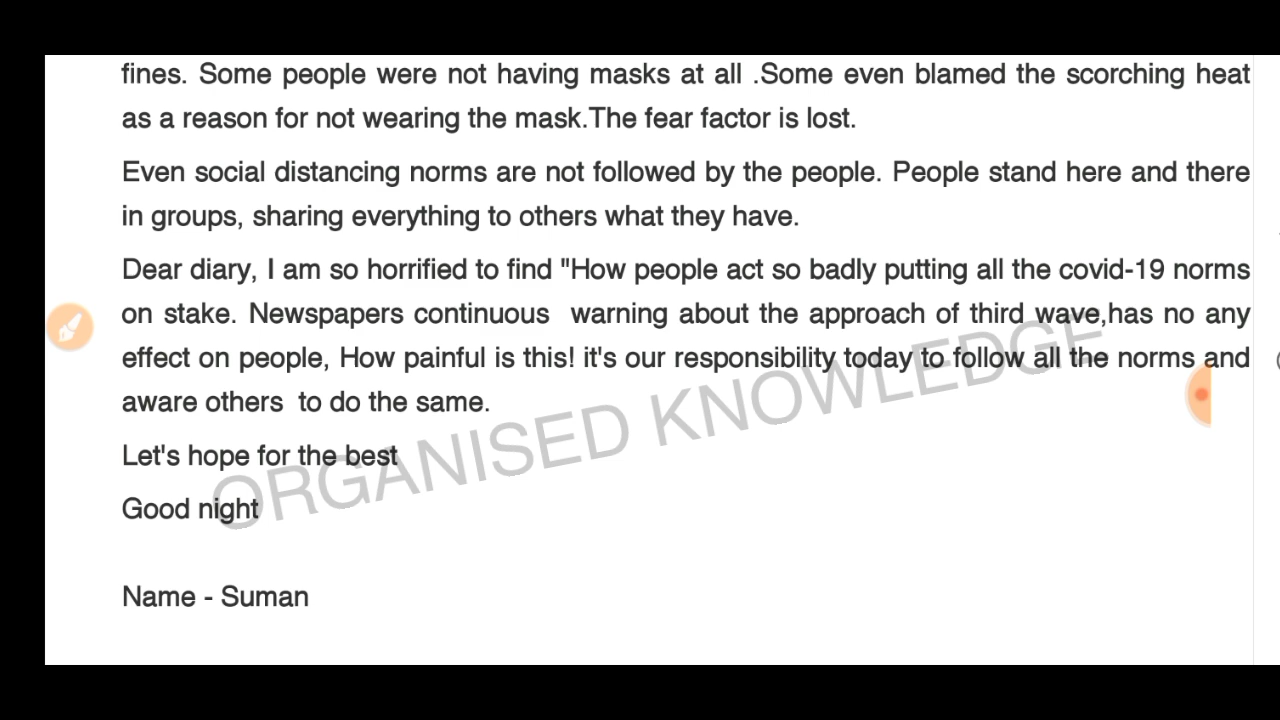 fines. Some people were not having masks at all .Some even blamed the scorching heat
as a reason for not wearing the mask.The fear factor is lost.
Even social distancing norms are not followed by the people. People stand here and there
in groups, sharing everything to others what they have.
Dear diary, I am so horrified to find "How people act so badly putting all the covid-19 norms
on stake. Newspapers continuous  warning about the approach of third wave,has no any
effect on people, How painful is this! it's our responsibility today to follow all the norms and
aware others  to do the same.
Let's hope for the best
Good night
Name - Suman
ORGANISED KNOWLEDGE